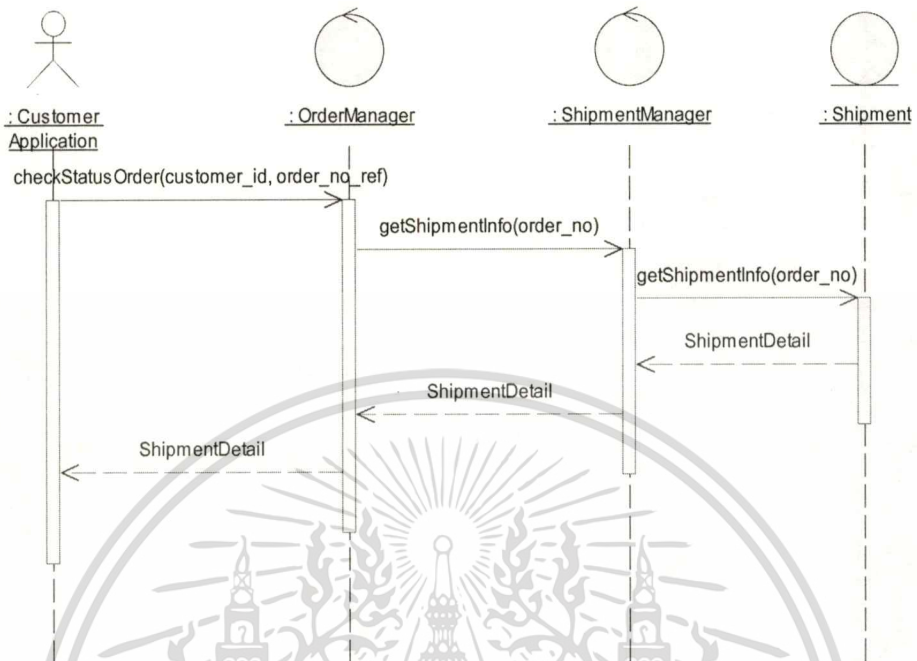 : Customer
Application
: OrderManager
: ShipmentManager
: Shipment
checkStatusOrder(customer_id, order_no_ref)
getShipmentInfo(order_no)
getShipmentInfo(order_no)
ShipmentDetail
ShipmentDetail
ShipmentDetail